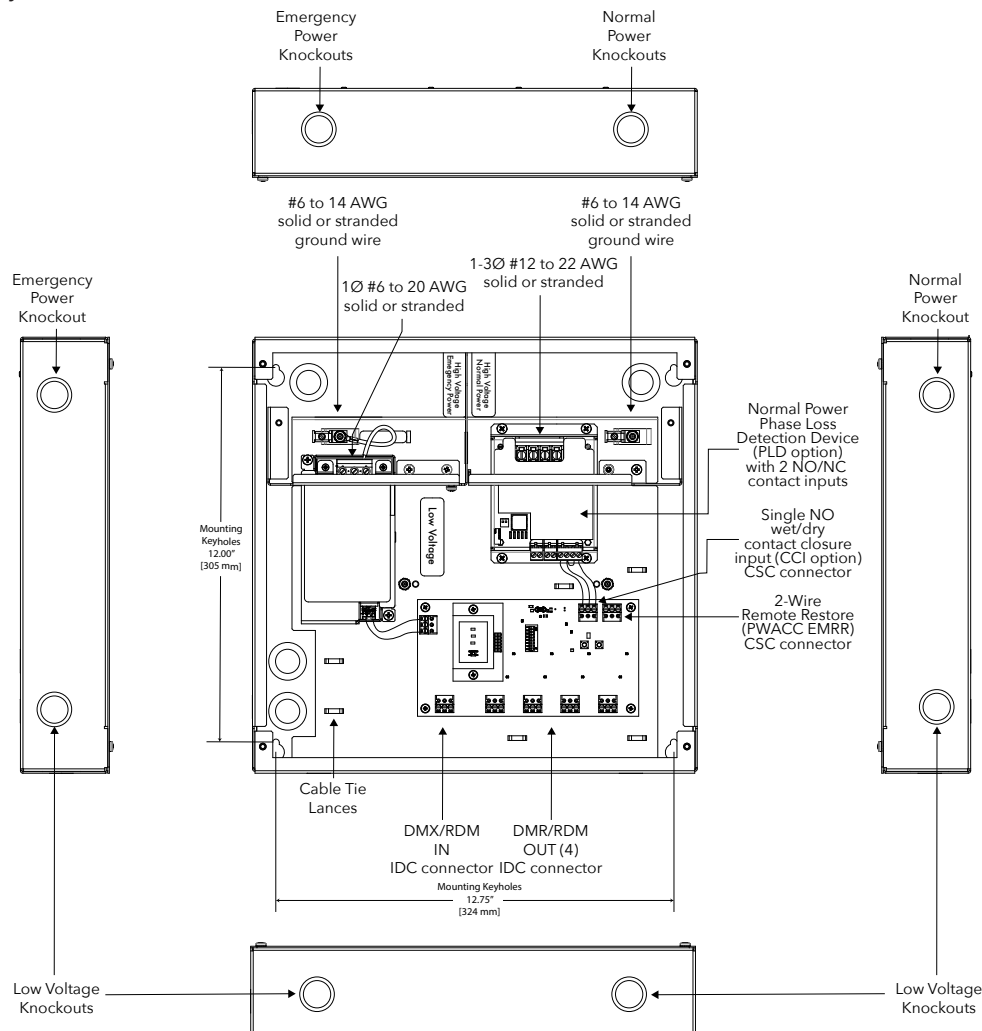 Emergency
Power
Knockouts
Normal
Power
Knockouts
#6 to 14 AWG
solid or stranded
ground wire
#6 to 14 AWG
solid or stranded
ground wire
1-3Ø #12 to 22 AWG
solid or stranded
1Ø #6 to 20 AWG
solid or stranded
Emergency
Power
Knockout
Normal
Power
Knockout
High Voltage
Emergency Power
High Voltage
Normal Power
Normal Power
Phase Loss
Detection Device
(PLD option)
with 2 NO/NC
contact inputs
Low Voltage
Mounting
Keyholes
12.00"
[305 mm]
Single NO
wet/dry
contact closure
input (CCI option)
CSC connector
2-Wire
Remote Restore
(PWACC EMRR)
CSC connector
Cable Tie
Lances
DMX/RDM
IN
IDC connector
DMR/RDM
OUT (4)
IDC connector
Mounting Keyholes
12.75"
[324 mm]
Low Voltage
Knockouts
Low Voltage
Knockouts